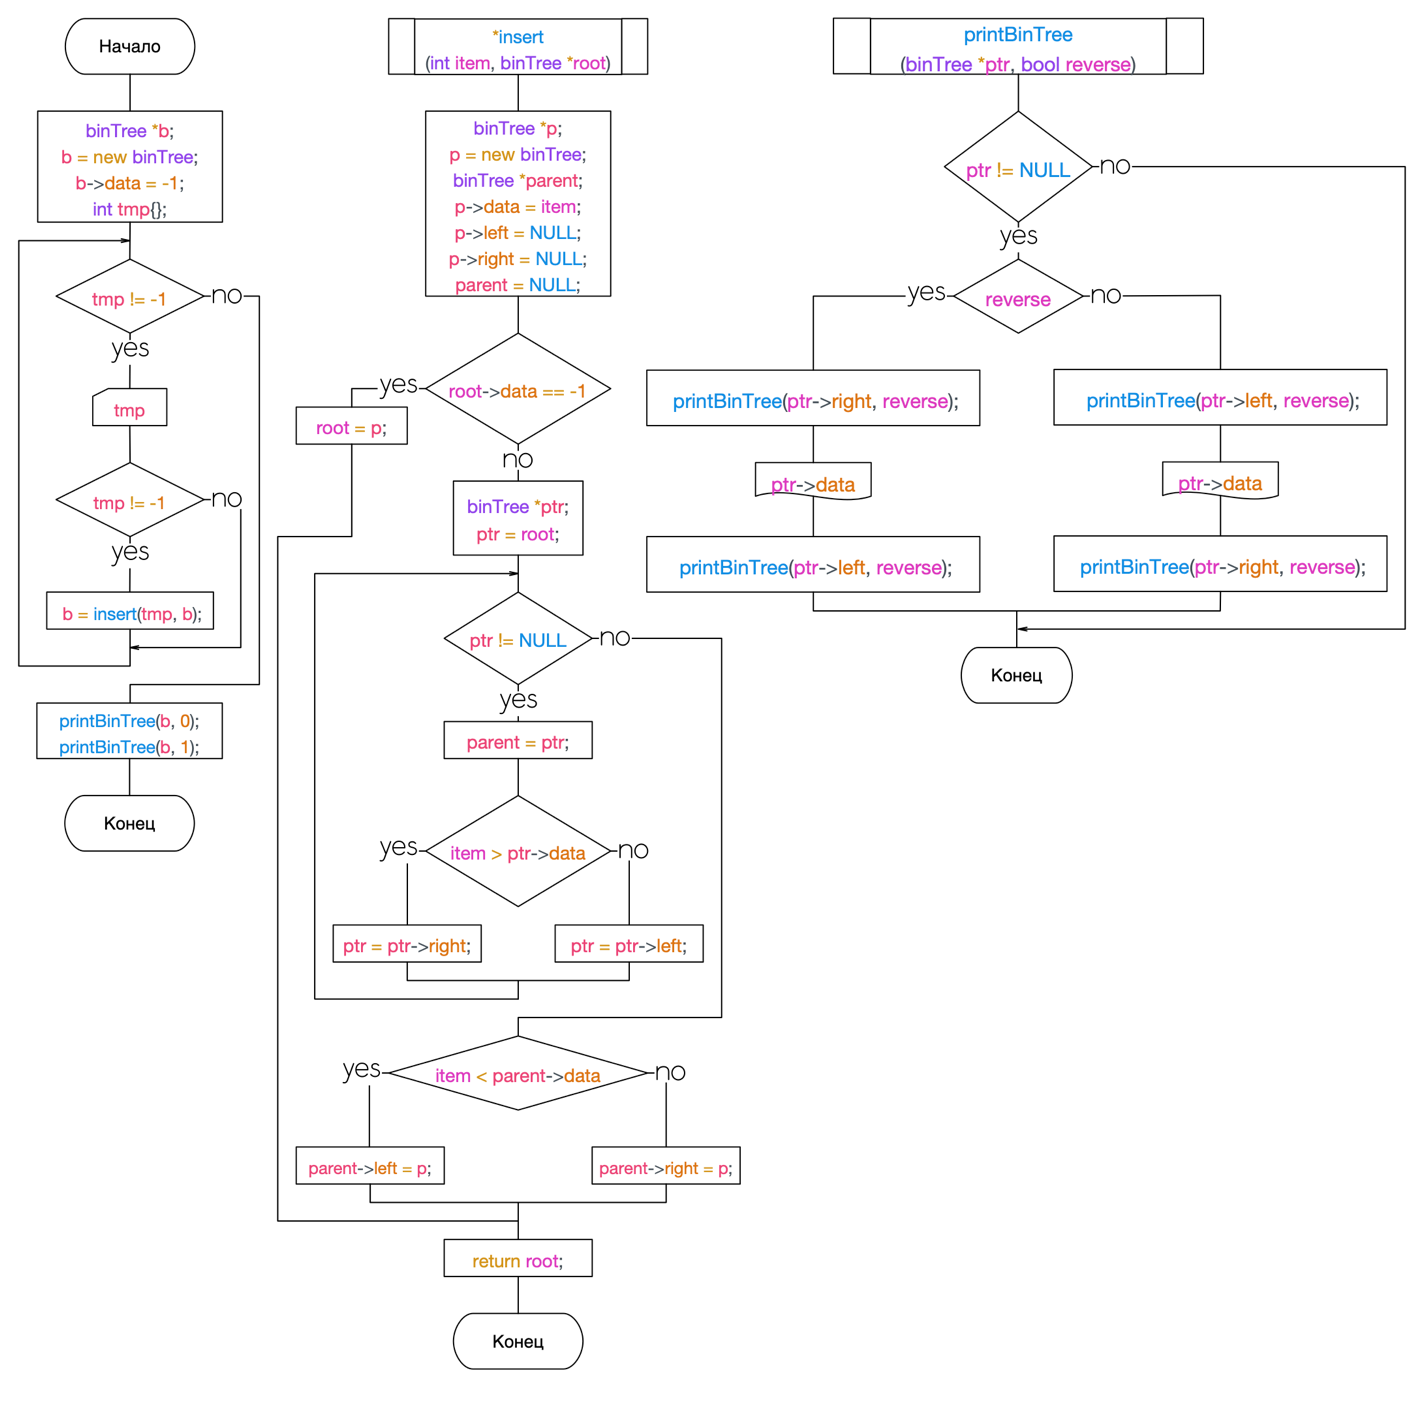 Начало
binTree *b;
b = new binTree;
b->data = -1;
int tmp{};
tmp != -1
no
yes
tmp
tmp != -1
no
yes
b = insert(tmp, b);
printBinTree(b, 0);
printBinTree(b, 1);
Конец
*insert
(int item, binTree *root)
binTree *p;
p = new binTree;
binTree *parent;
p->data = item;
p->left = NULL;
p->right = NULL;
parent = NULL;
yes
root->data == -1
root = p;
no
binTree *ptr;
ptr = root;
ptr != NULL
no
yes
parent = ptr;
yes
item > ptr->data
no
ptr = ptr->right;
ptr = ptr->left;
yes
item < parent->data
no
parent->left = p;
parent->right = p;
return root;
Конец
printBinTree
(binTree *ptr, bool reverse)
ptr != NULL
no
yes
yes
reverse
no
printBinTree(ptr->right, reverse);
printBinTree(ptr->left, reverse);
ptr->data
ptr->data
printBinTree(ptr->left, reverse);
printBinTree(ptr->right, reverse);
Конец